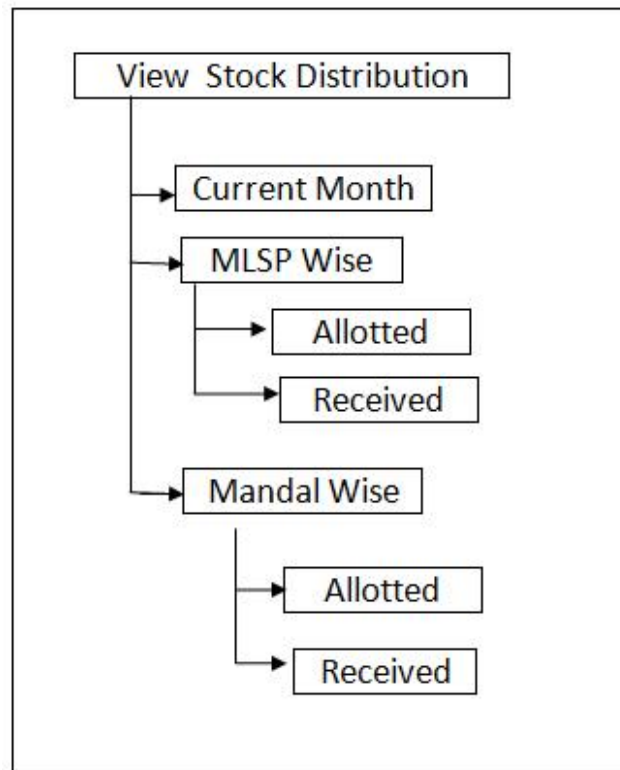 View Stock Distribution
Current Month
MLSP Wise
Allotted
Received
Mandal Wise
Allotted
Received